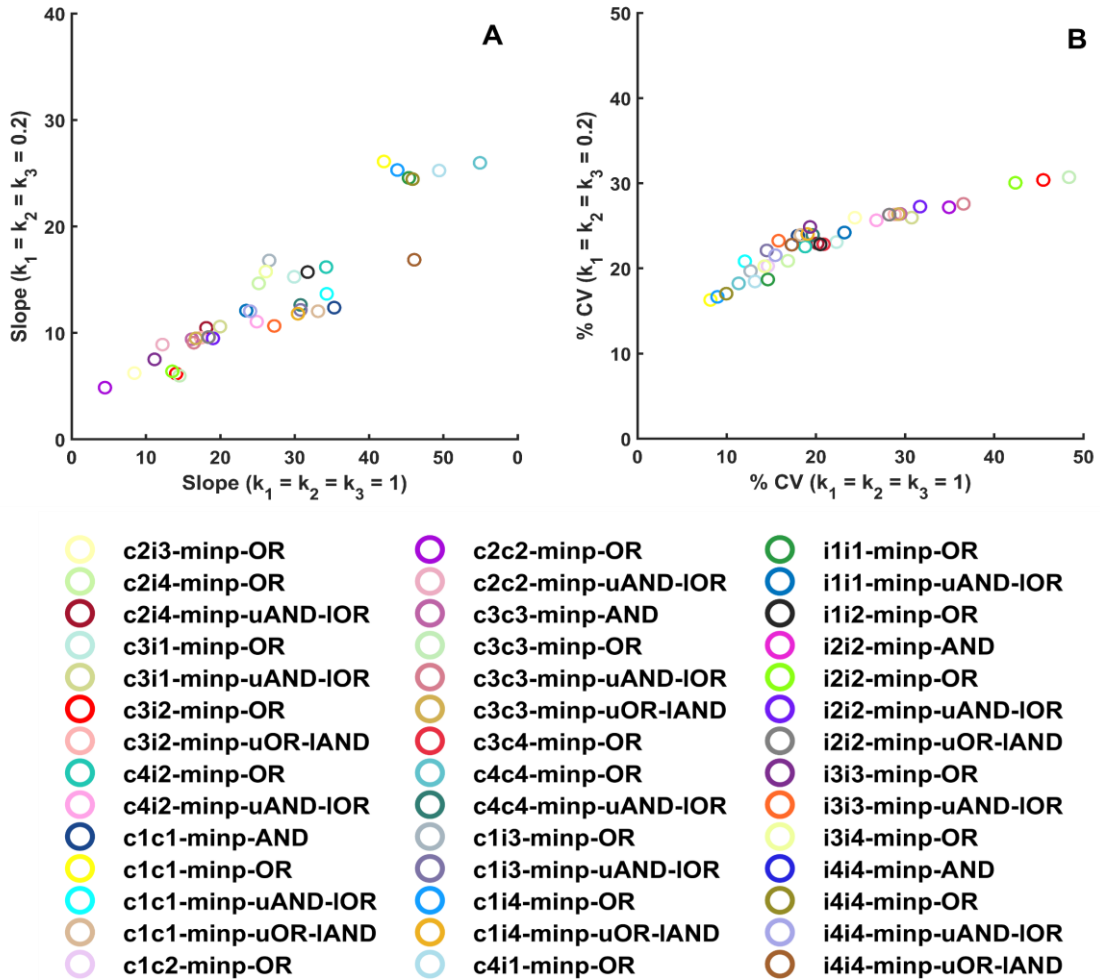 A
40
30
20
10
0
0
10
20
30
40
50
0
Slope (k1 = k2 = k3 = 0.2)
Slope (k1 = k2 = k3 = 1)
B
50
40
30
20
10
0
0
10
20
30
40
50
% CV (k1 = k2 = k3 = 0.2)
% CV (k1 = k2 = k3 = 1)
c2i3-minp-OR
c2i4-minp-OR
c2i4-minp-uAND-lOR
c3i1-minp-OR
c3i1-minp-uAND-lOR
c3i2-minp-OR
c3i2-minp-uOR-lAND
c4i2-minp-OR
c4i2-minp-uAND-lOR
c1c1-minp-AND
c1c1-minp-OR
c1c1-minp-uAND-lOR
c1c1-minp-uOR-lAND
c1c2-minp-OR
c2c2-minp-OR
c2c2-minp-uAND-lOR
c3c3-minp-AND
c3c3-minp-OR
c3c3-minp-uAND-lOR
c3c3-minp-uOR-lAND
c3c4-minp-OR
c4c4-minp-OR
c4c4-minp-uAND-lOR
c1i3-minp-OR
c1i3-minp-uAND-lOR
c1i4-minp-OR
c1i4-minp-uOR-lAND
c4i1-minp-OR
i1i1-minp-OR
i1i1-minp-uAND-lOR
i1i2-minp-OR
i2i2-minp-AND
i2i2-minp-OR
i2i2-minp-uAND-lOR
i2i2-minp-uOR-lAND
i3i3-minp-OR
i3i3-minp-uAND-lOR
i3i4-minp-OR
i4i4-minp-AND
i4i4-minp-OR
i4i4-minp-uAND-lOR
i4i4-minp-uOR-lAND